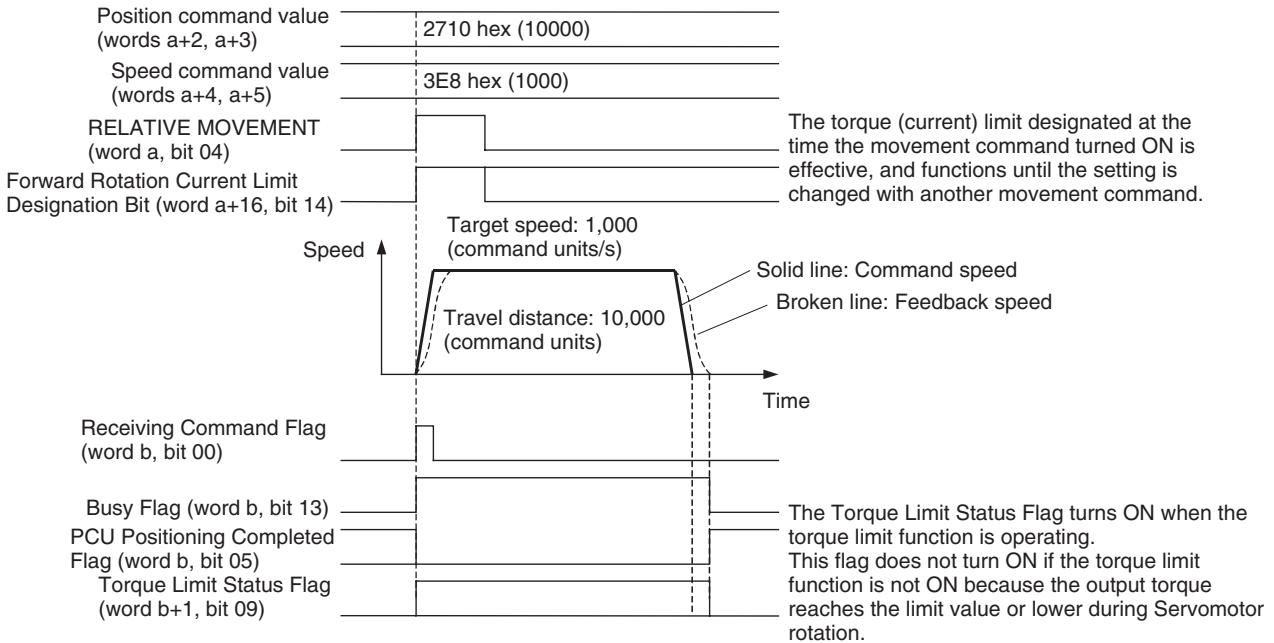 Position command value
(words a+2, a+3)
2710 hex (10000)
Speed command value
(words a+4, a+5)
3E8 hex (1000)
RELATIVE MOVEMENT
(word a, bit 04)
The torque (current) limit designated at the
time the movement command turned ON is
effective, and functions until the setting is
changed with another movement command.
Forward Rotation Current Limit
Designation Bit (word a+16, bit 14)
Target speed: 1,000
(command units/s)
Speed
Solid line: Command speed
Broken line: Feedback speed
Travel distance: 10,000
(command units)
Time
Receiving Command Flag
(word b, bit 00)
Busy Flag (word b, bit 13)
PCU Positioning Completed
Flag (word b, bit 05)
Torque Limit Status Flag
(word b+1, bit 09)
The Torque Limit Status Flag turns ON when the
torque limit function is operating.
This flag does not turn ON if the torque limit
function is not ON because the output torque
reaches the limit value or lower during Servomotor
rotation.